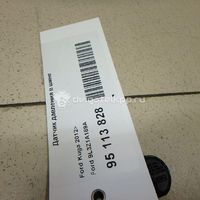 Датчик давления в шине
Ford Kuga 2012>
Ford 9L3Z1A189A
95 113 828